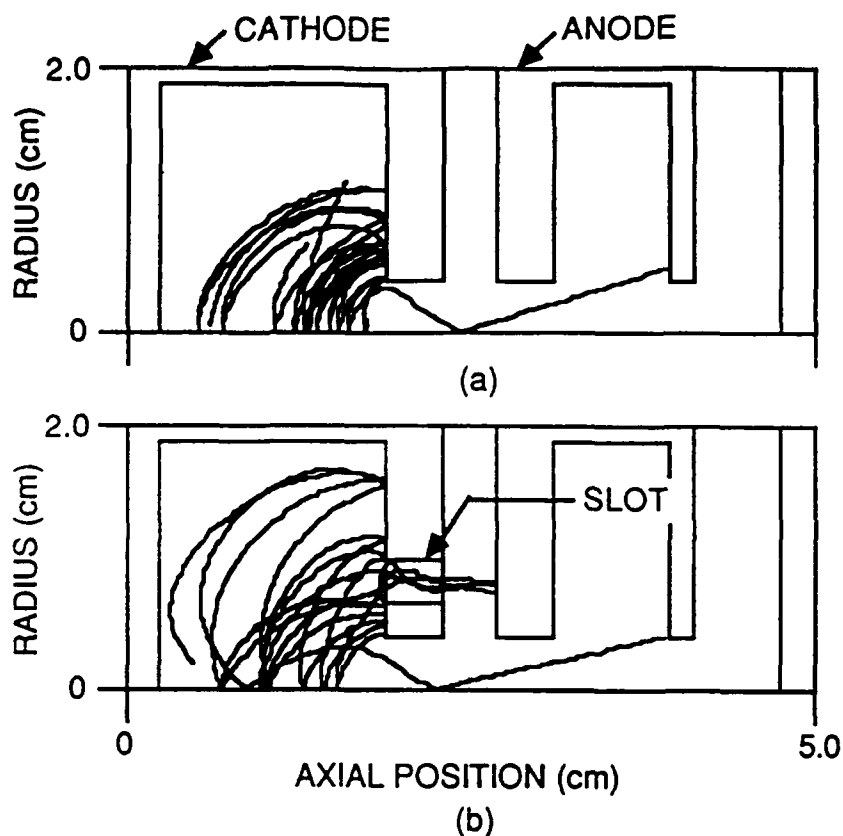 CATHODE ANODE
2.0
RADIUS (cm)
0
(a)
2.0
SLOT
RADIUS (cm)
0
0 5.0
AXIAL POSITION (cm)
(b)